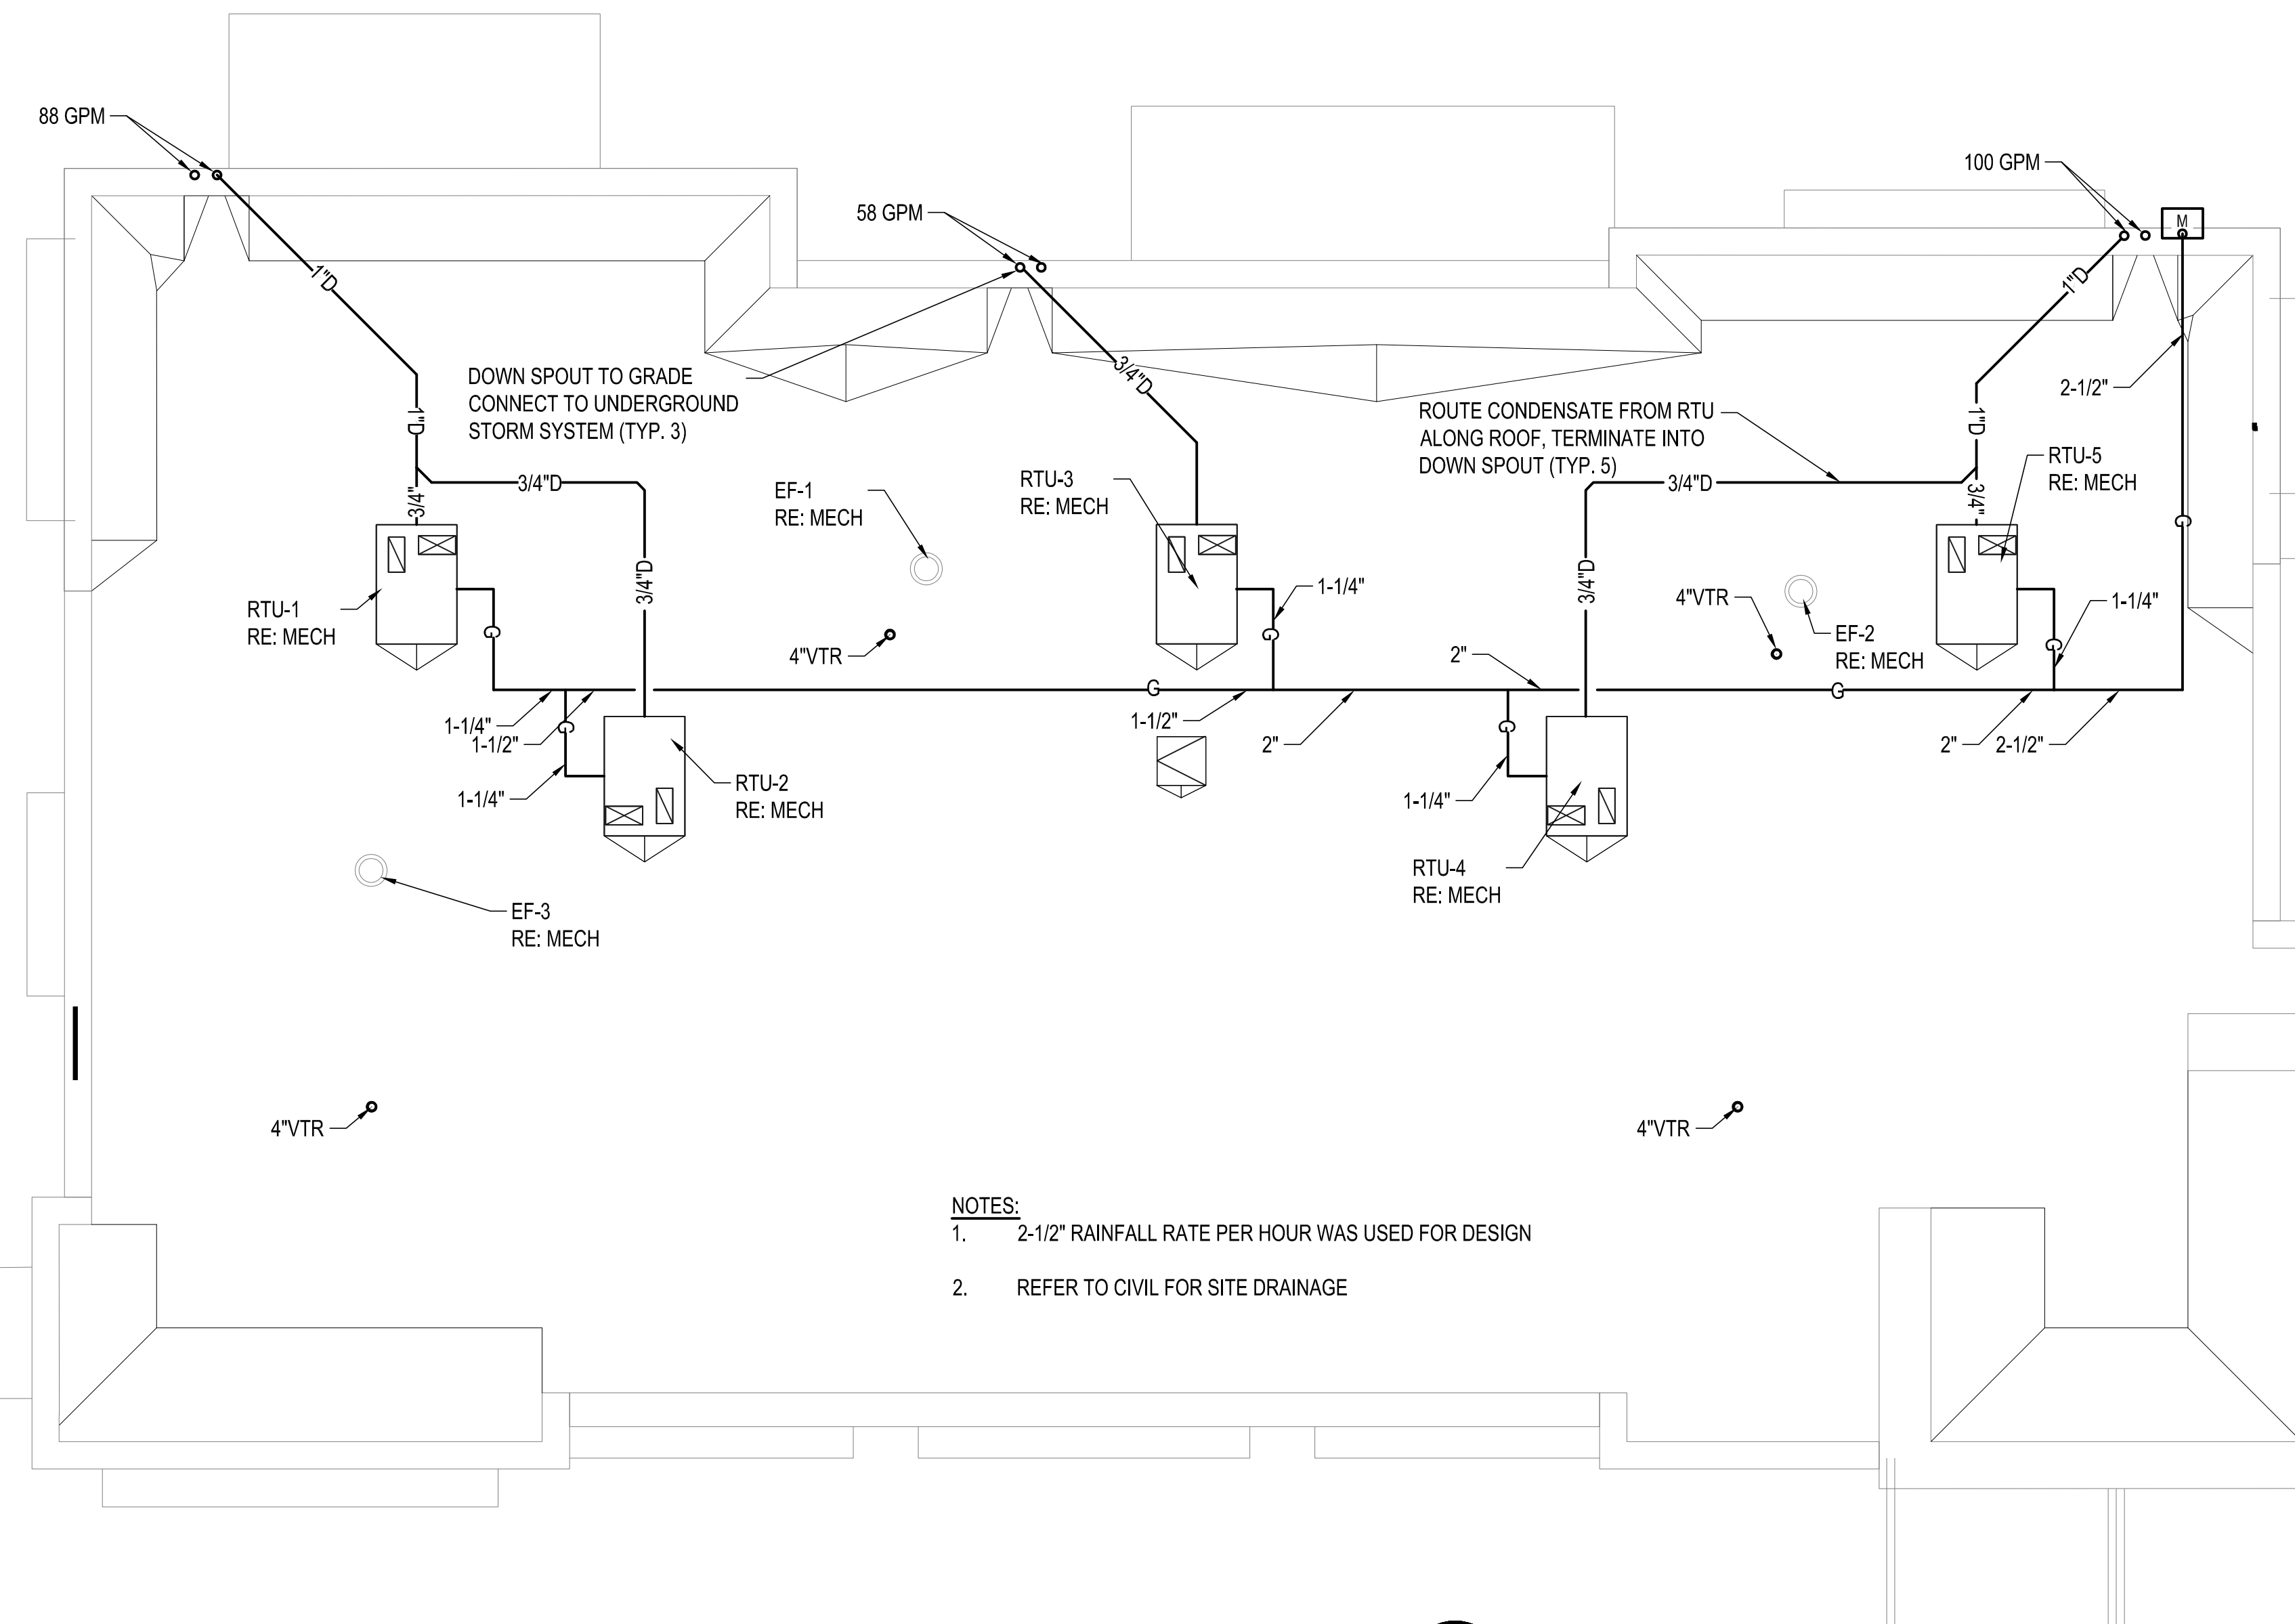 88 GPM
100 GPM
M
58 GPM
1"D
1"D
2-1/2"
DOWN SPOUT TO GRADE
CONNECT TO UNDERGROUND
STORM SYSTEM (TYP. 3)
3/4"D
ROUTE CONDENSATE FROM RTU
ALONG ROOF, TERMINATE INTO
DOWN SPOUT (TYP. 5)
1"D
1"D
RTU-5
RE: MECH
3/4"
3/4"D
EF-1
RE: MECH
RTU-3
RE: MECH
3/4"D
3/4"
G
3/4"D
3/4"D
1-1/4"
4"VTR
1-1/4"
RTU-1
RE: MECH
G
4"VTR
G
2"
EF-2
RE: MECH
G
G
G
1-1/4"
1-1/2"
G
1-1/2"
2"
G
2"
2-1/2"
1-1/4"
RTU-2
RE: MECH
1-1/4"
RTU-4
RE: MECH
EF-3
RE: MECH
4"VTR
4"VTR
NOTES:
1. 2-1/2" RAINFALL RATE PER HOUR WAS USED FOR DESIGN
2. REFER TO CIVIL FOR SITE DRAINAGE